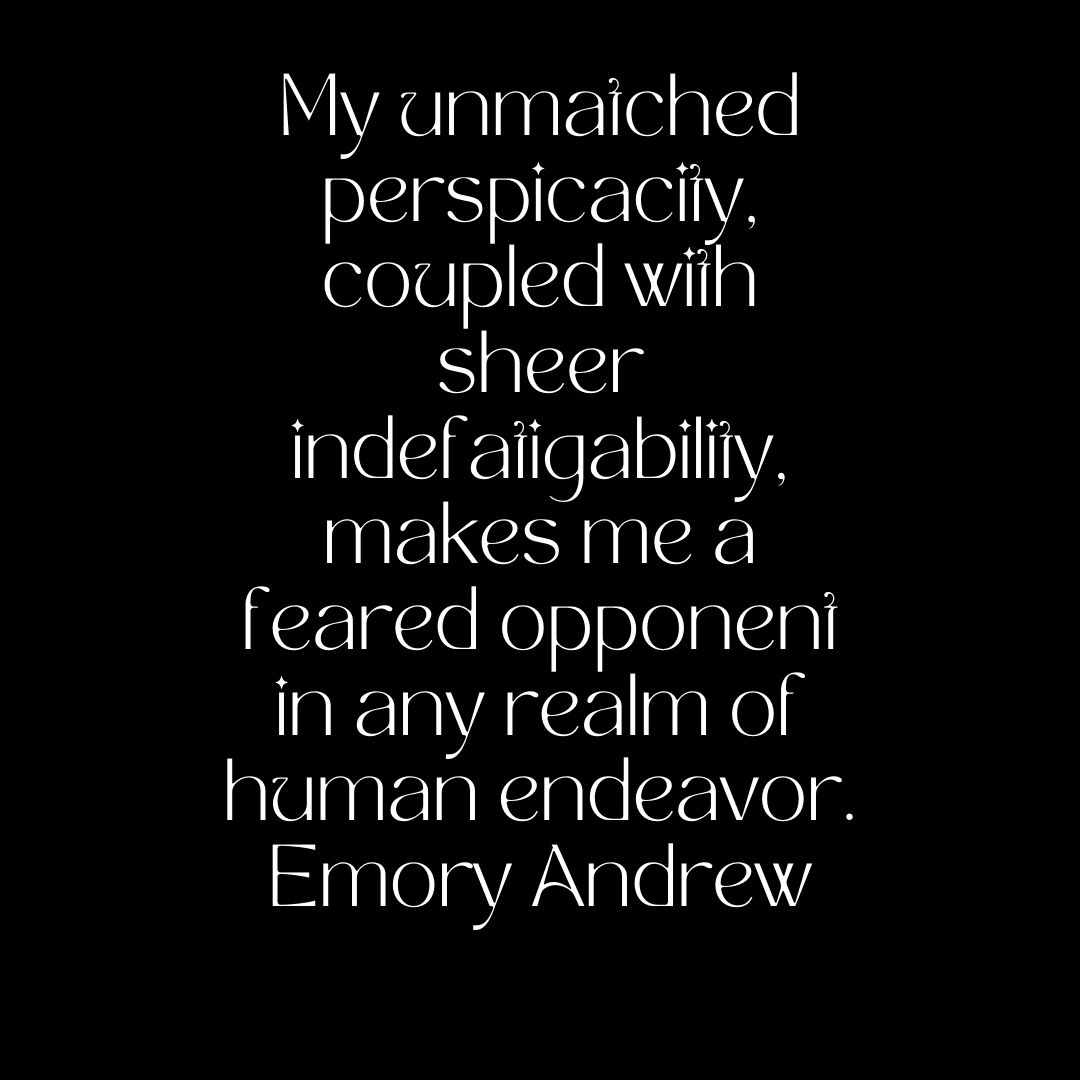 My unmatched
perspicacity,
coupled with
sheer
indefatigability,
makes me a
feared opponent
in any realm of
human endeavor.
Emory Andrew